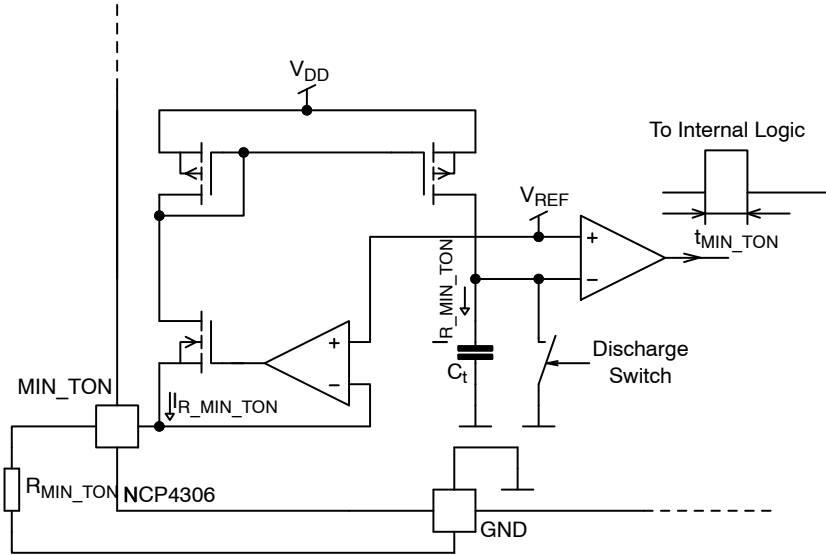 V_DD
To Internal Logic
V_REF
+
−
t_MIN_TON
I_R_MIN_TON
+
−
C_t
Discharge
Switch
MIN_TON
I_R_MIN_TON
R_MIN_TON
NCP4306
GND